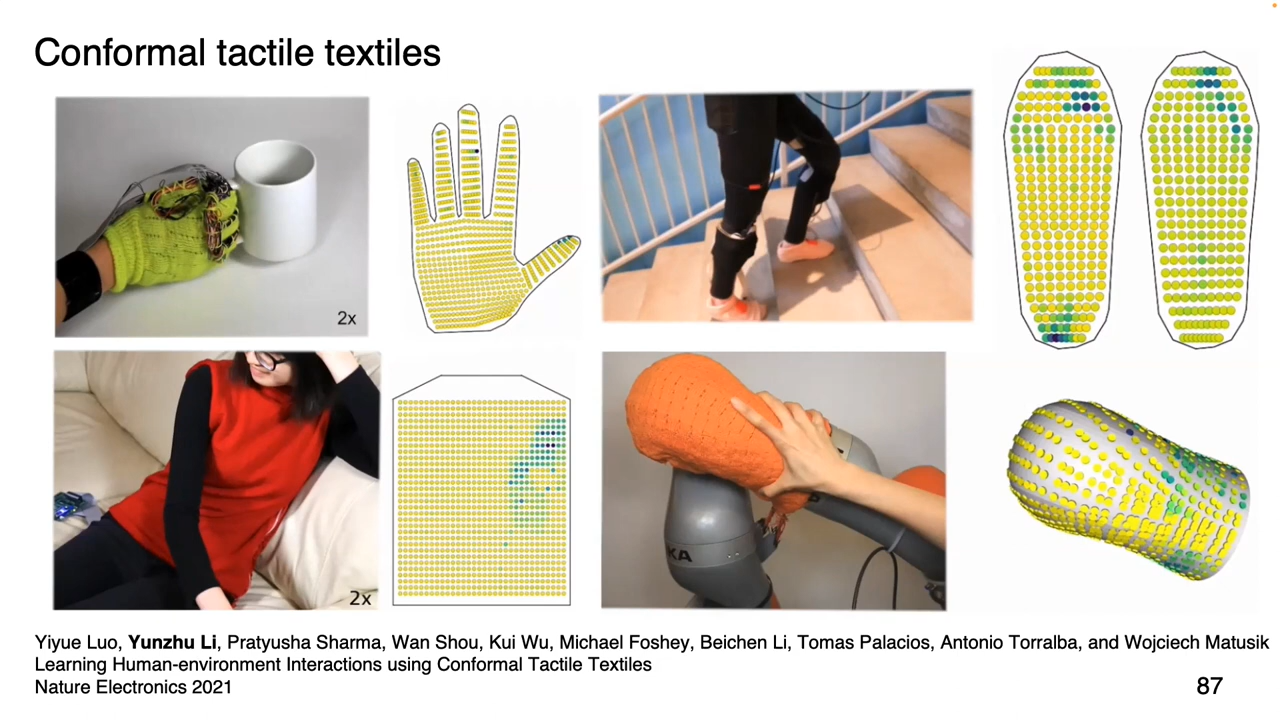 Conformal tactile textiles
2x
2x
KA
Yiyue Luo, Yunzhu Li, Pratyusha Sharma, Wan Shou, Kui Wu, Michael Foshey, Beichen Li, Tomas Palacios, Antonio Torralba, and Wojciech Matusik
Learning Human-environment Interactions using Conformal Tactile Textiles
Nature Electronics 2021
87